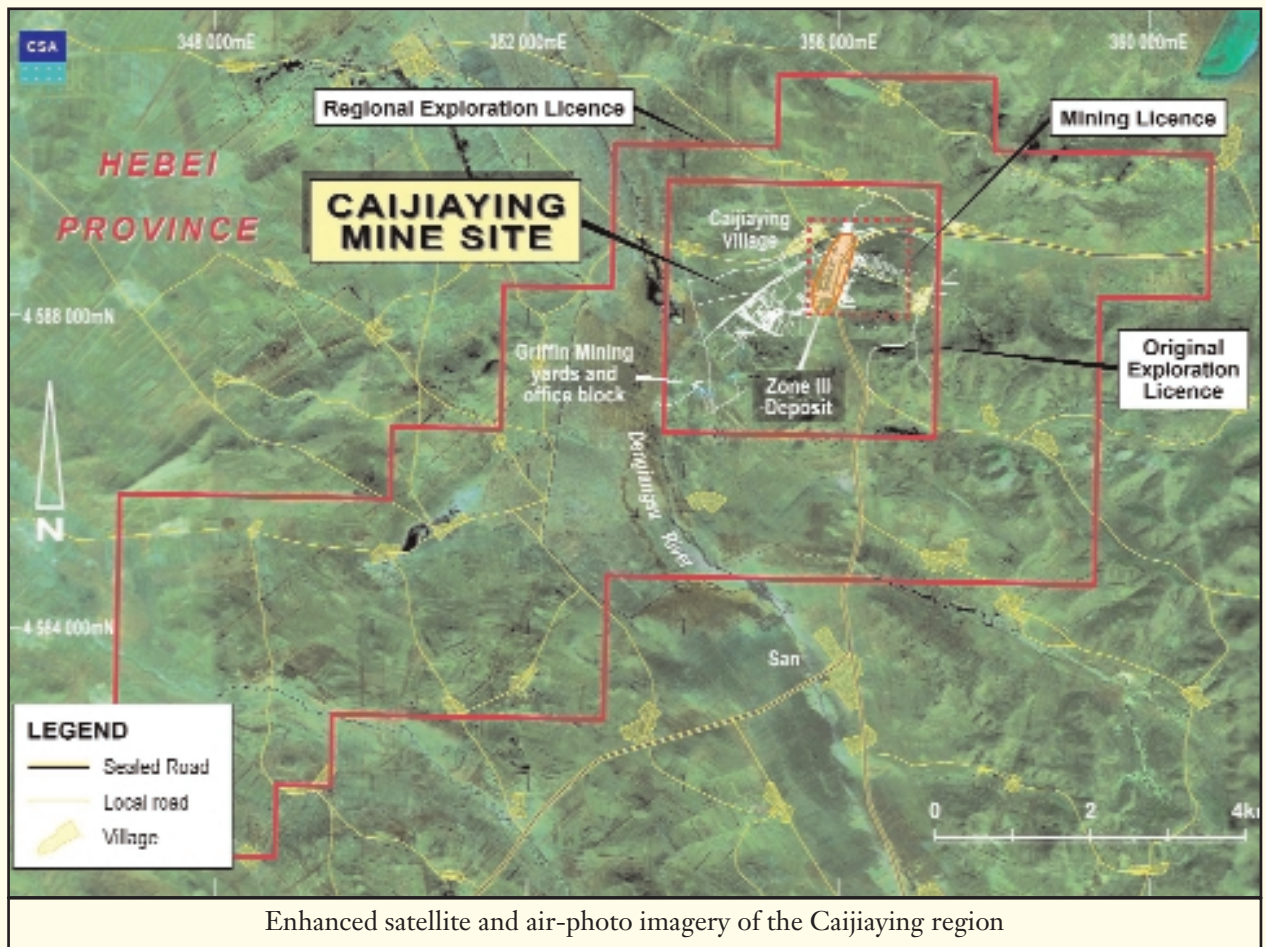 CSA
348 000mE
352 000mE
356 000mE
360 000mE
Regional Exploration Licence
Mining Licence
HEBEI
PROVINCE
CAIJIAYING
MINE SITE
Caijiaying
Village
4 588 000mN
Griffin Mining
yards and
office block
Zone III
Deposit
Original
Exploration
Licence
River
N
4 584 000mN
San
LEGEND
Sealed Road
Local road
Village
0 2 4k
Enhanced satellite and air-photo imagery of the Caijiaying region